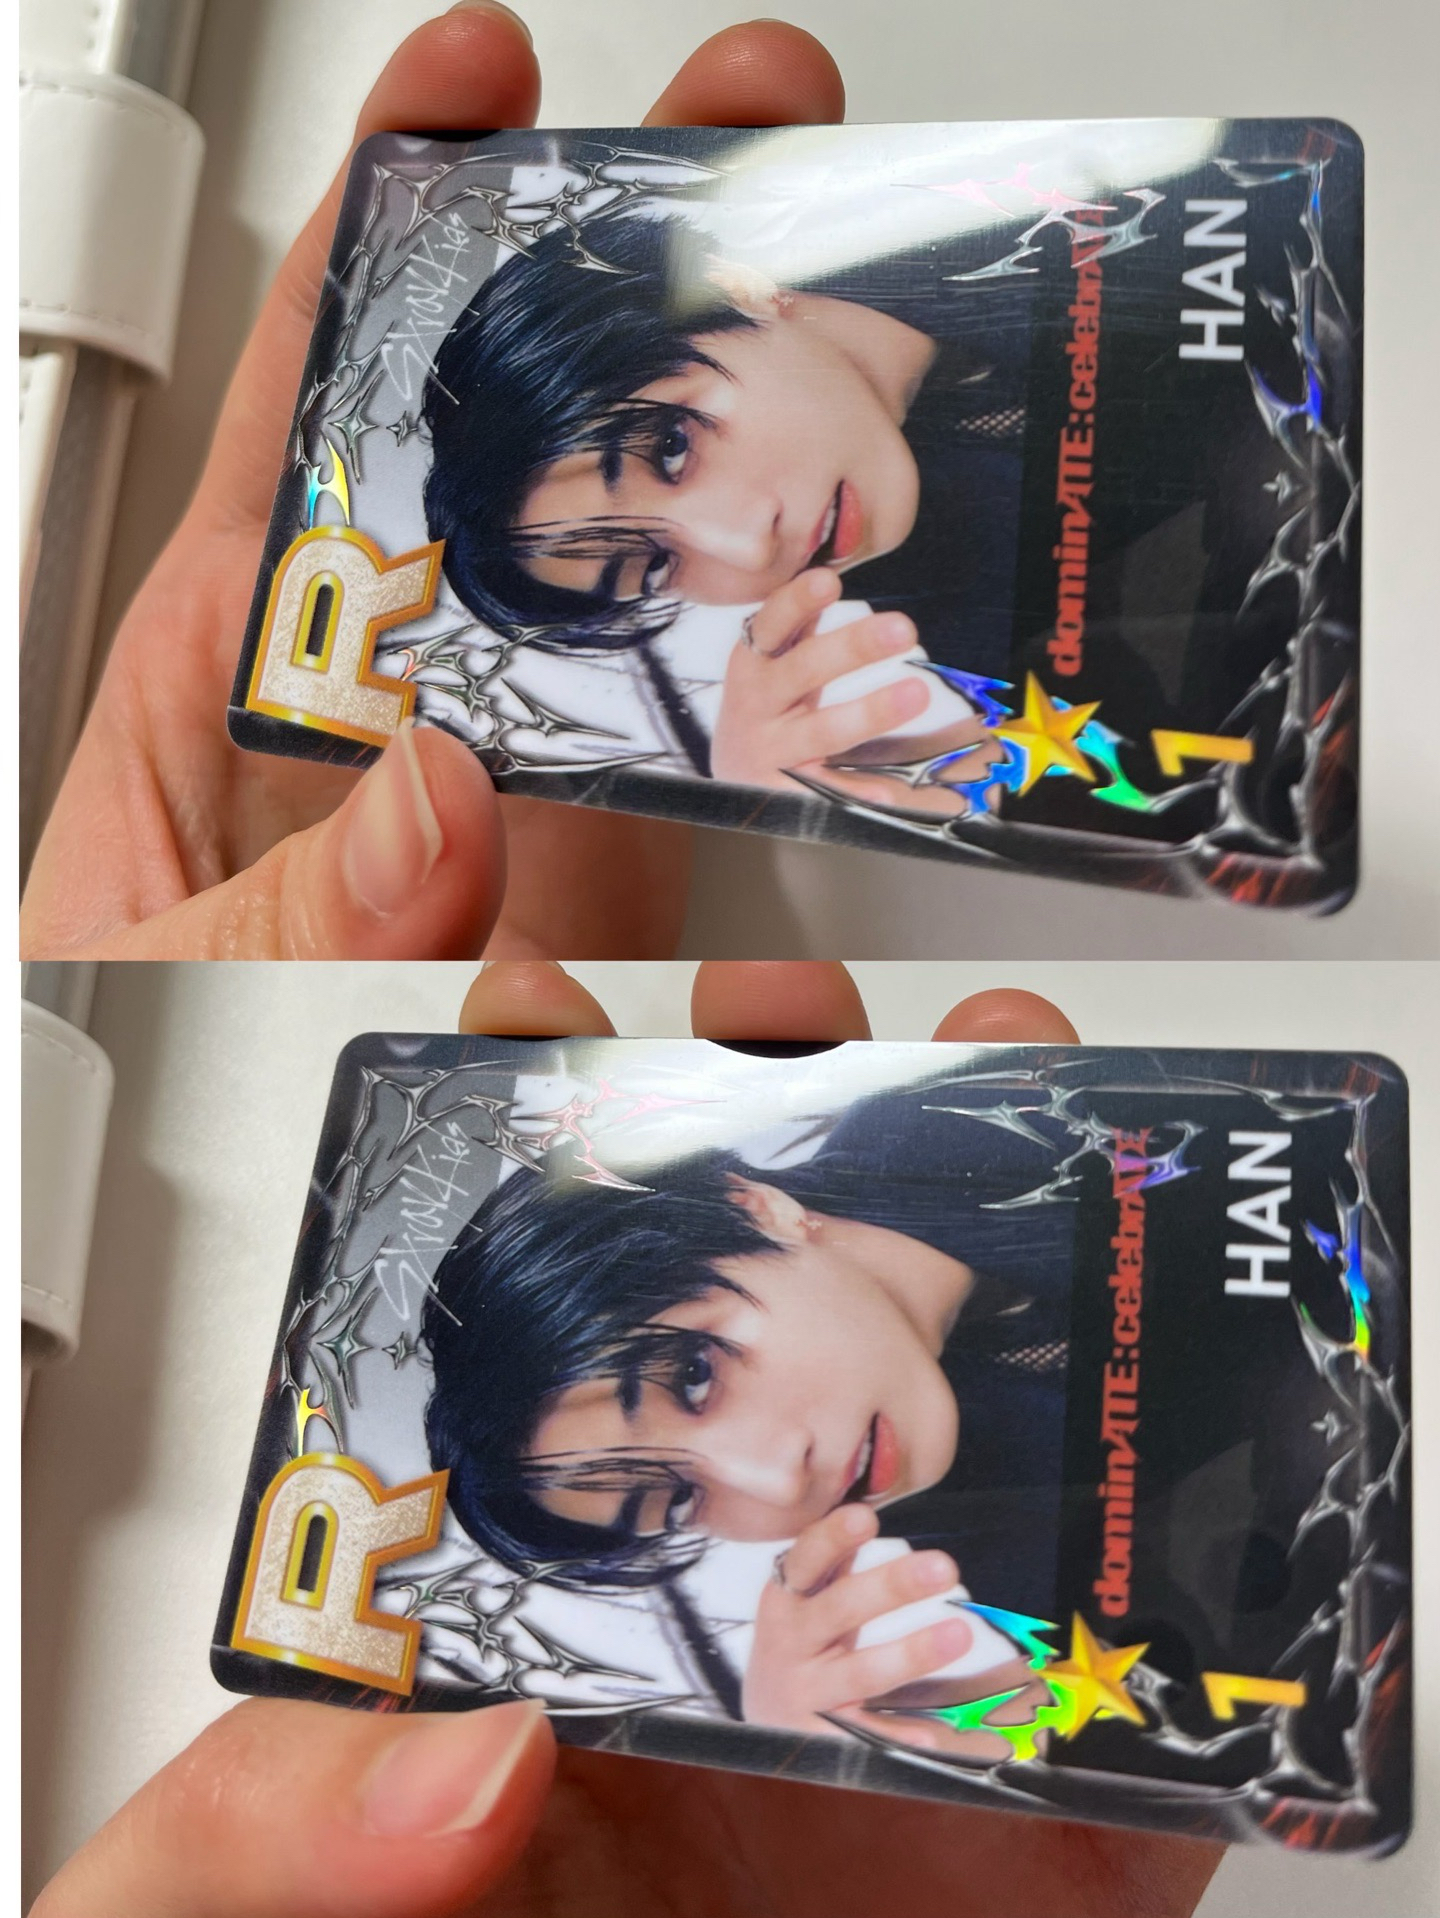 R
Stray Kids
dominATE : celebrATE
HAN
1
R
Stray Kids
dominATE : celebrATE
HAN
1